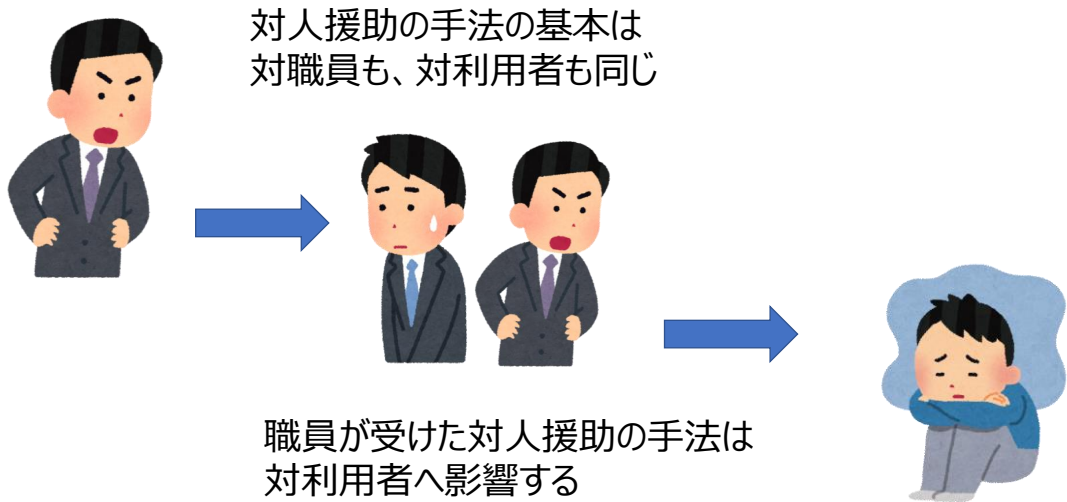 対人援助の手法の基本は
対職員も、対利用者も同じ
職員が受けた対人援助の手法は
対利用者へ影響する